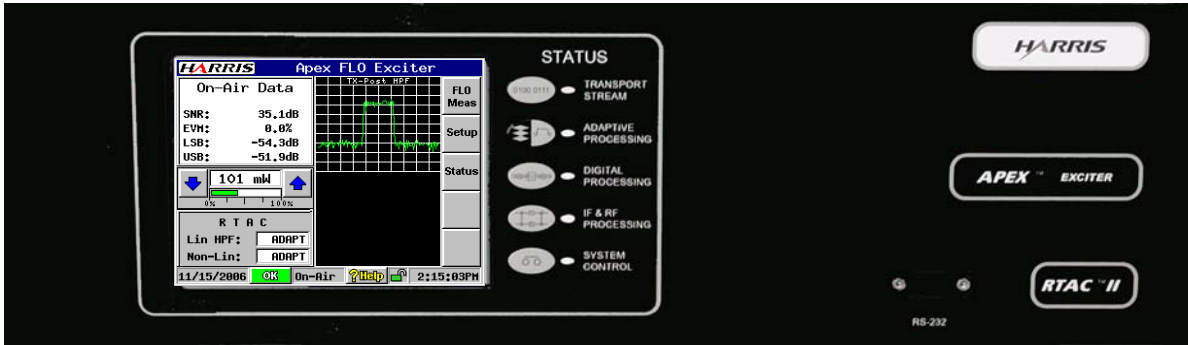 HARRIS Apex FLO Exciter
On-Air Data
SNR: 35.1dB
EVM: 0.0%
LSB: -54.3dB
USB: -51.9dB
101 mW
0% 100%
RTAC
Lin HPF: ADAPT
Non-Lin: ADAPT
TX-Post HPF
FLO
Meas
Setup
Status
11/15/2006 OK On-Air ?Help 2:15:03PM
STATUS
0100 0111
TRANSPORT
STREAM
ADAPTIVE
PROCESSING
DIGITAL
PROCESSING
IF & RF
PROCESSING
SYSTEM
CONTROL
HARRIS
APEX™ EXCITER
RTAC™II
RS-232